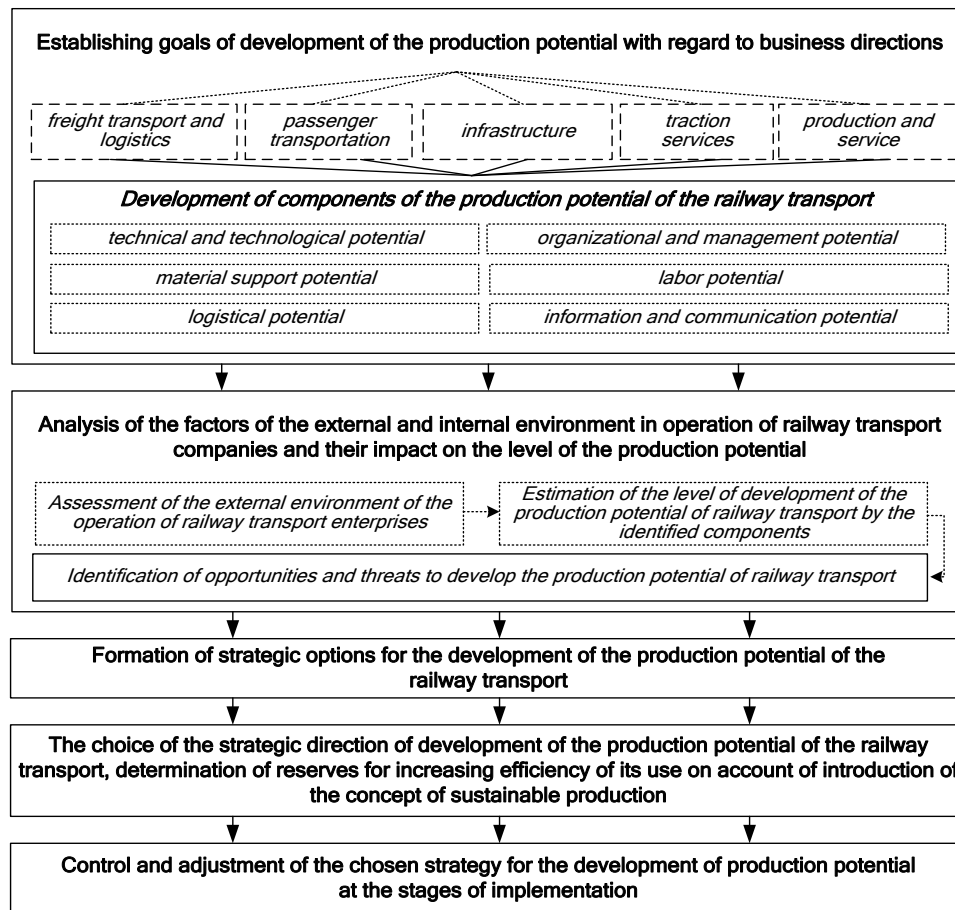 Establishing goals of development of the production potential with regard to business directions
freight transport and
logistics
passenger
transportation
infrastructure
traction
services
production and
service
Development of components of the production potential of the railway transport
technical and technological potential
organizational and management potential
material support potential
labor potential
logistical potential
information and communication potential
Analysis of the factors of the external and internal environment in operation of railway transport
companies and their impact on the level of the production potential
Assessment of the external environment of the
operation of railway transport enterprises
Estimation of the level of development of the
production potential of railway transport by the
identified components
Identification of opportunities and threats to develop the production potential of railway transport
Formation of strategic options for the development of the production potential of the
railway transport
The choice of the strategic direction of development of the production potential of the railway
transport, determination of reserves for increasing efficiency of its use on account of introduction of
the concept of sustainable production
Control and adjustment of the chosen strategy for the development of production potential
at the stages of implementation